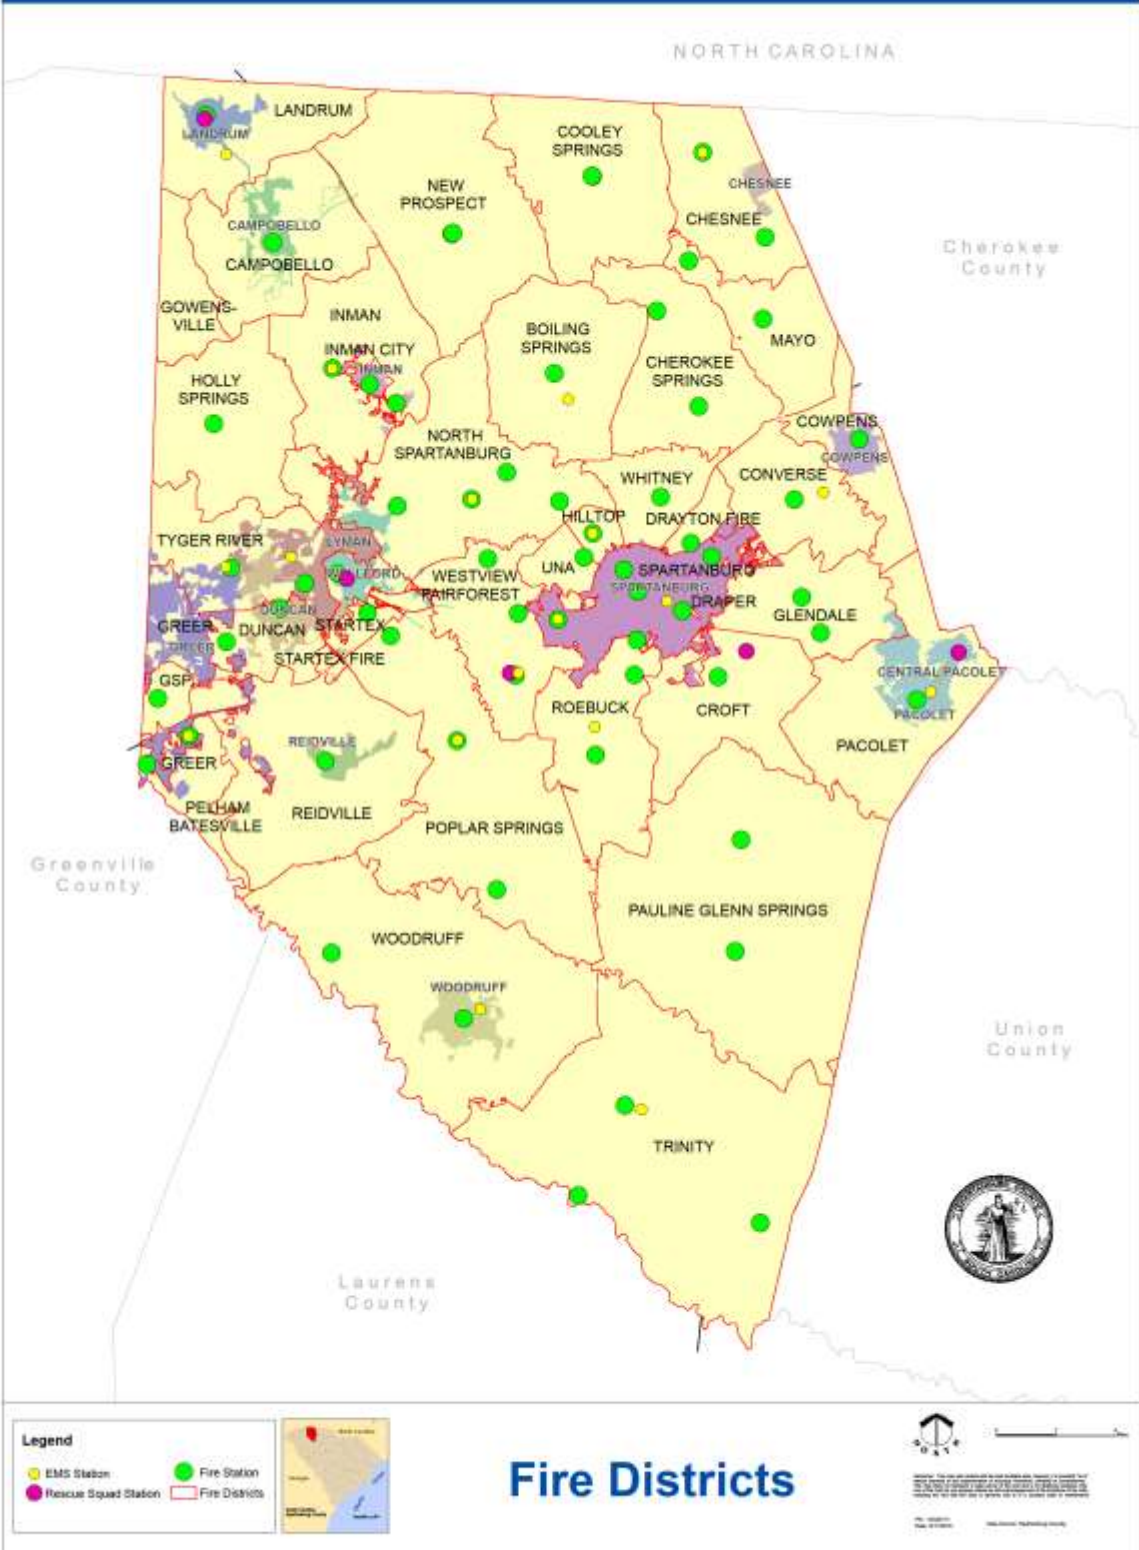 NORTH CAROLINA
LANDRUM
LANDRUM
COOLEY
SPRINGS
NEW
PROSPECT
CHESNEE
CHESNEE
CAMPOBELLO
CAMPOBELLO
Cherokee
County
GOWENS-
VILLE
INMAN
INMAN CITY
INMAN
BOILING
SPRINGS
MAYO
CHEROKEE
SPRINGS
HOLLY
SPRINGS
COWPENS
COWPENS
NORTH
SPARTANBURG
WHITNEY
CONVERSE
HILLTOP
DRAYTON FIRE
TYGER RIVER
LYMAN
WELLFORD
WESTVIEW
FAIRFOREST
UNA
SPARTANBURG
SPARTANBURG
DRAPER
GLENDALE
DUNCAN
DUNCAN
STARTEX
GREER
GREER
STARTEX FIRE
GSP
CENTRAL PACOLET
PACOLET
PACOLET
ROEBUCK
CROFT
REIDVILLE
GREER
PELHAM
BATESVILLE
REIDVILLE
POPLAR SPRINGS
Greenville
County
PAULINE GLENN SPRINGS
WOODRUFF
WOODRUFF
Union
County
TRINITY
Laurens
County
Legend
EMS Station
Fire Station
Rescue Squad Station
Fire Districts
Fire Districts
NORTH